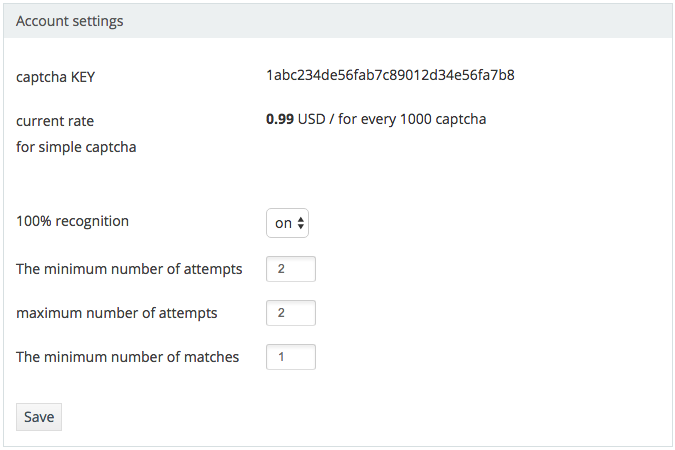 Account settings
captcha KEY 1abc234de56fab7c89012d34e56fa7b8
current rate 0.99 USD / for every 1000 captcha
for simple captcha
100% recognition on
The minimum number of attempts 2
maximum number of attempts 2
The minimum number of matches 1
Save